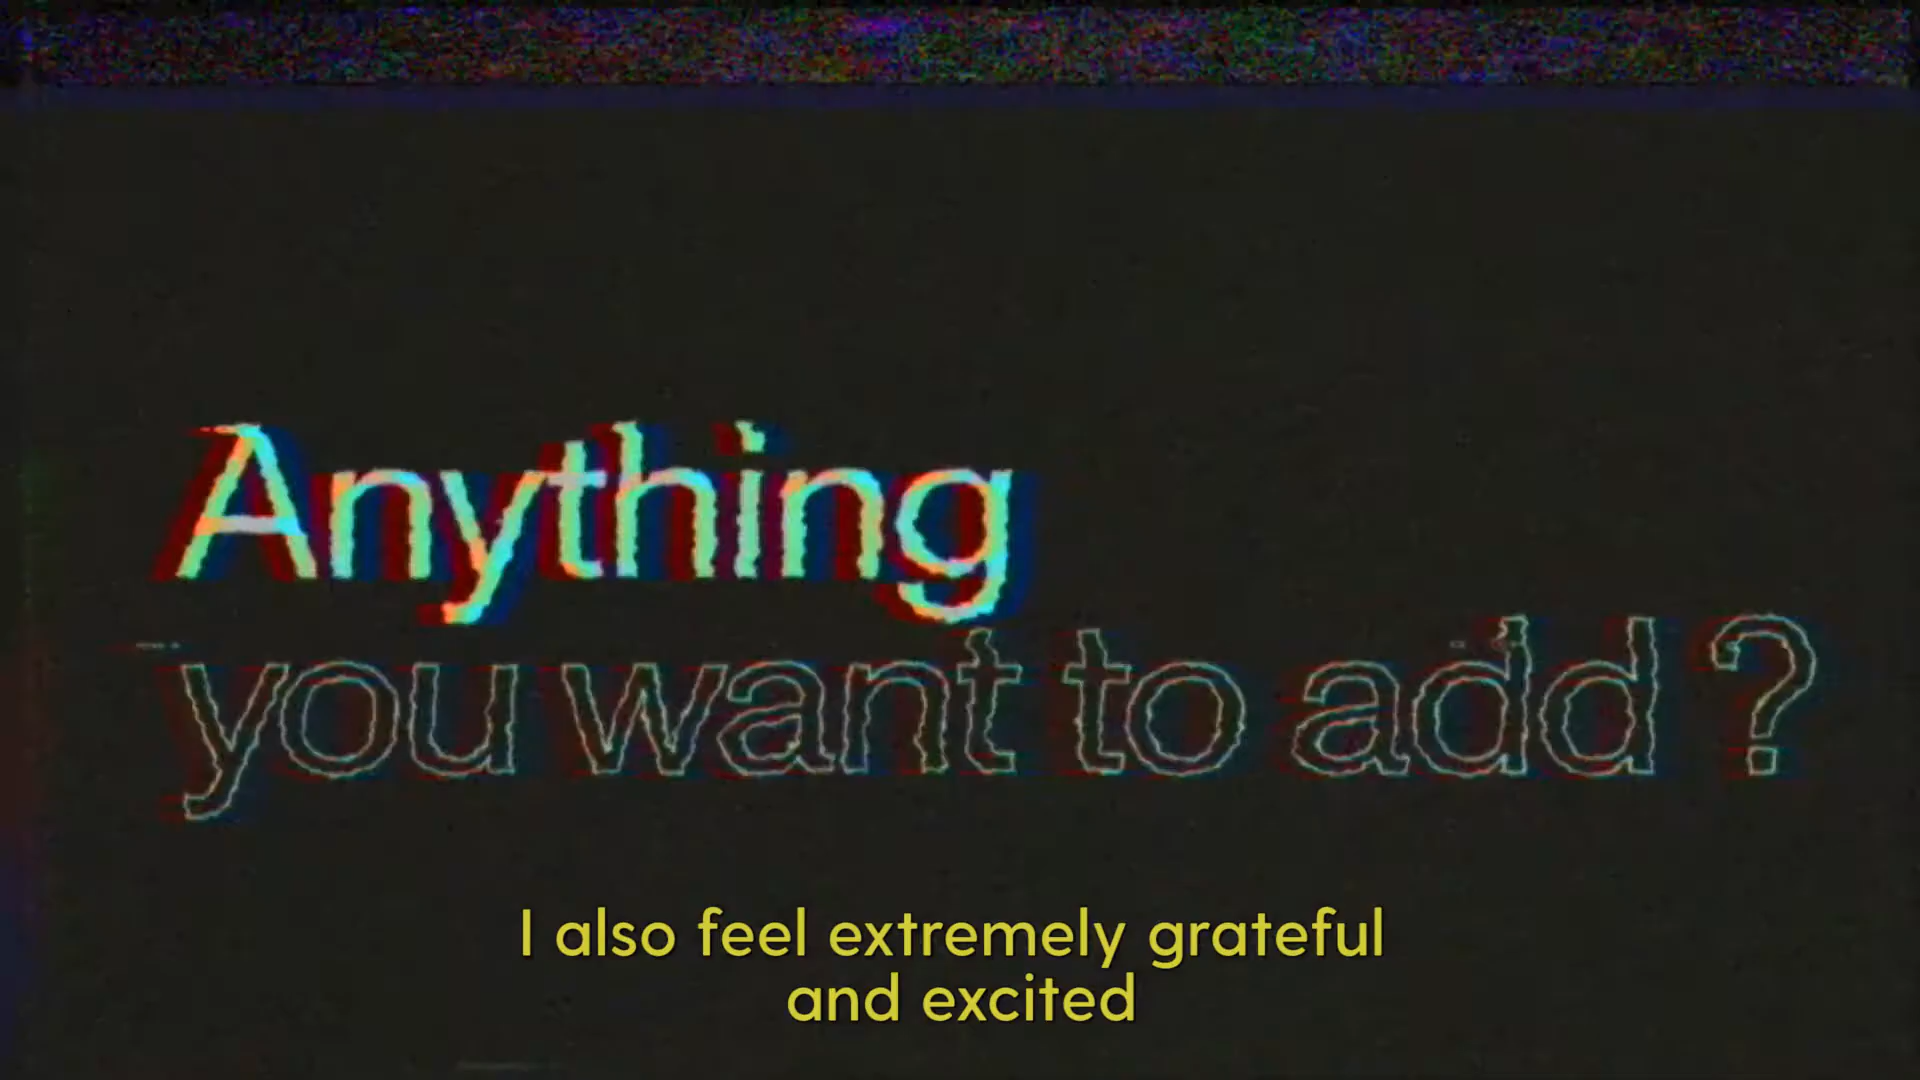 Anything
you want to add ?
I also feel extremely grateful
and excited